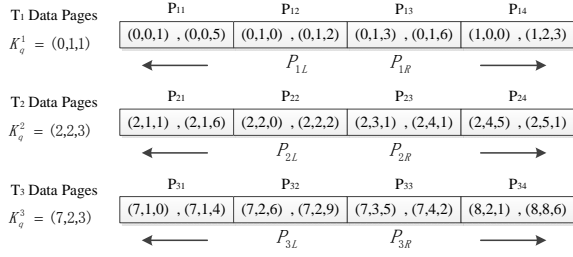 P11 P12 P13 P14
T1 Data Pages
(0,0,1) , (0,0,5) (0,1,0) , (0,1,2) (0,1,3) , (0,1,6) (1,0,0) , (1,2,3)
K_q^1 = (0,1,1)
P1L P1R
P21 P22 P23 P24
T2 Data Pages
(2,1,1) , (2,1,6) (2,2,0) , (2,2,2) (2,3,1) , (2,4,1) (2,4,5) , (2,5,1)
K_q^2 = (2,2,3)
P2L P2R
P31 P32 P33 P34
T3 Data Pages
(7,1,0) , (7,1,4) (7,2,6) , (7,2,9) (7,3,5) , (7,4,2) (8,2,1) , (8,8,6)
K_q^3 = (7,2,3)
P3L P3R